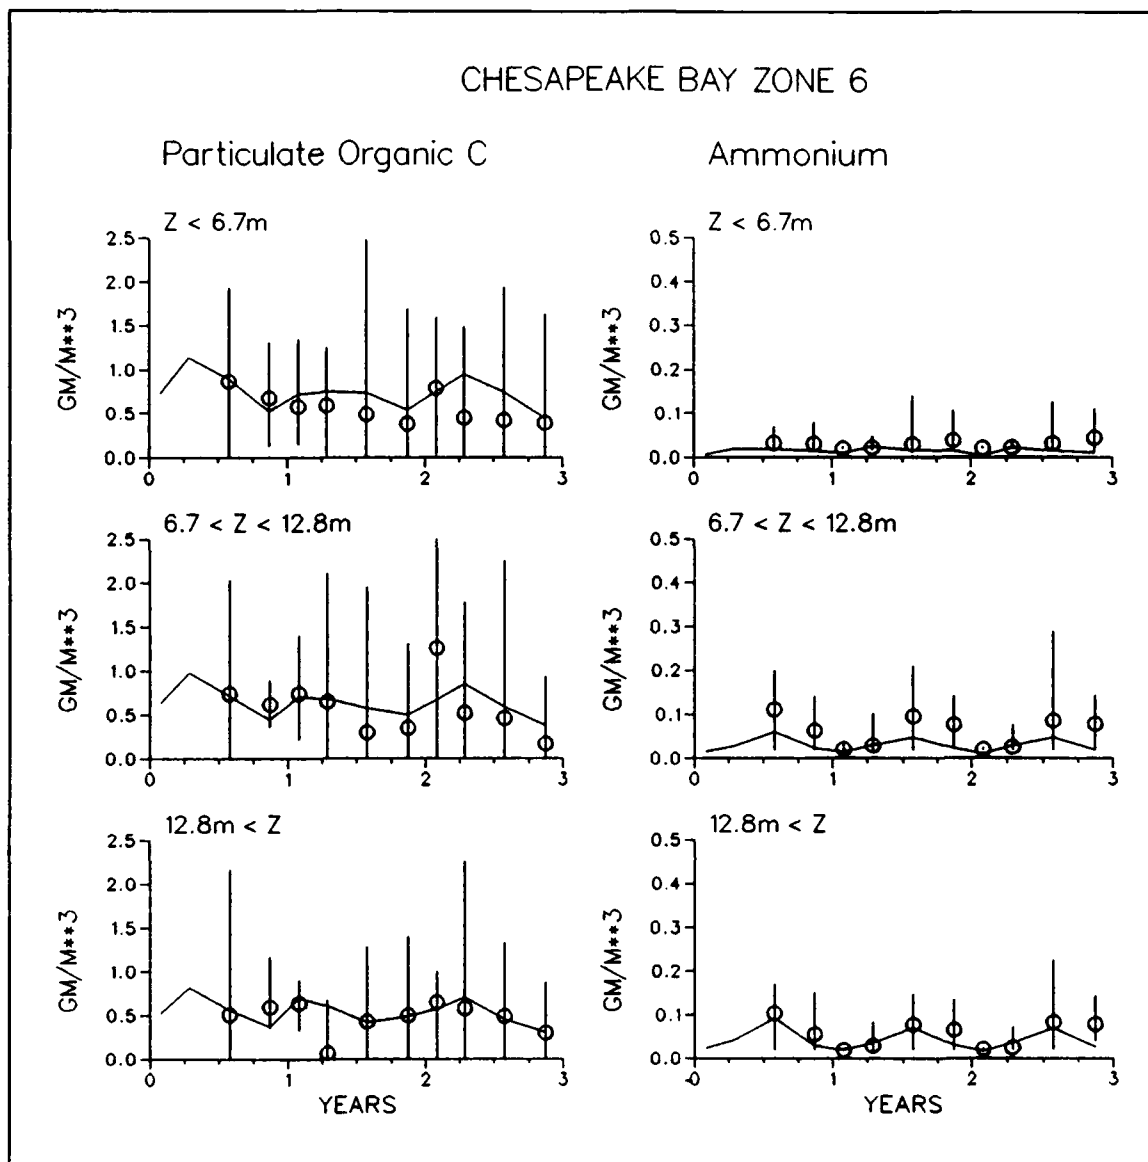 CHESAPEAKE BAY ZONE 6
Particulate Organic C
Z < 6.7m
2.5
2.0
1.5
1.0
0.5
0.0
GM/M**3
0 1 2 3
6.7 < Z < 12.8m
2.5
2.0
1.5
1.0
0.5
0.0
GM/M**3
0 1 2 3
12.8m < Z
2.5
2.0
1.5
1.0
0.5
0.0
GM/M**3
0 1 2 3
YEARS
Ammonium
Z < 6.7m
0.5
0.4
0.3
0.2
0.1
0.0
GM/M**3
0 1 2 3
6.7 < Z < 12.8m
0.5
0.4
0.3
0.2
0.1
0.0
GM/M**3
0 1 2 3
12.8m < Z
0.5
0.4
0.3
0.2
0.1
0.0
GM/M**3
-0 1 2 3
YEARS